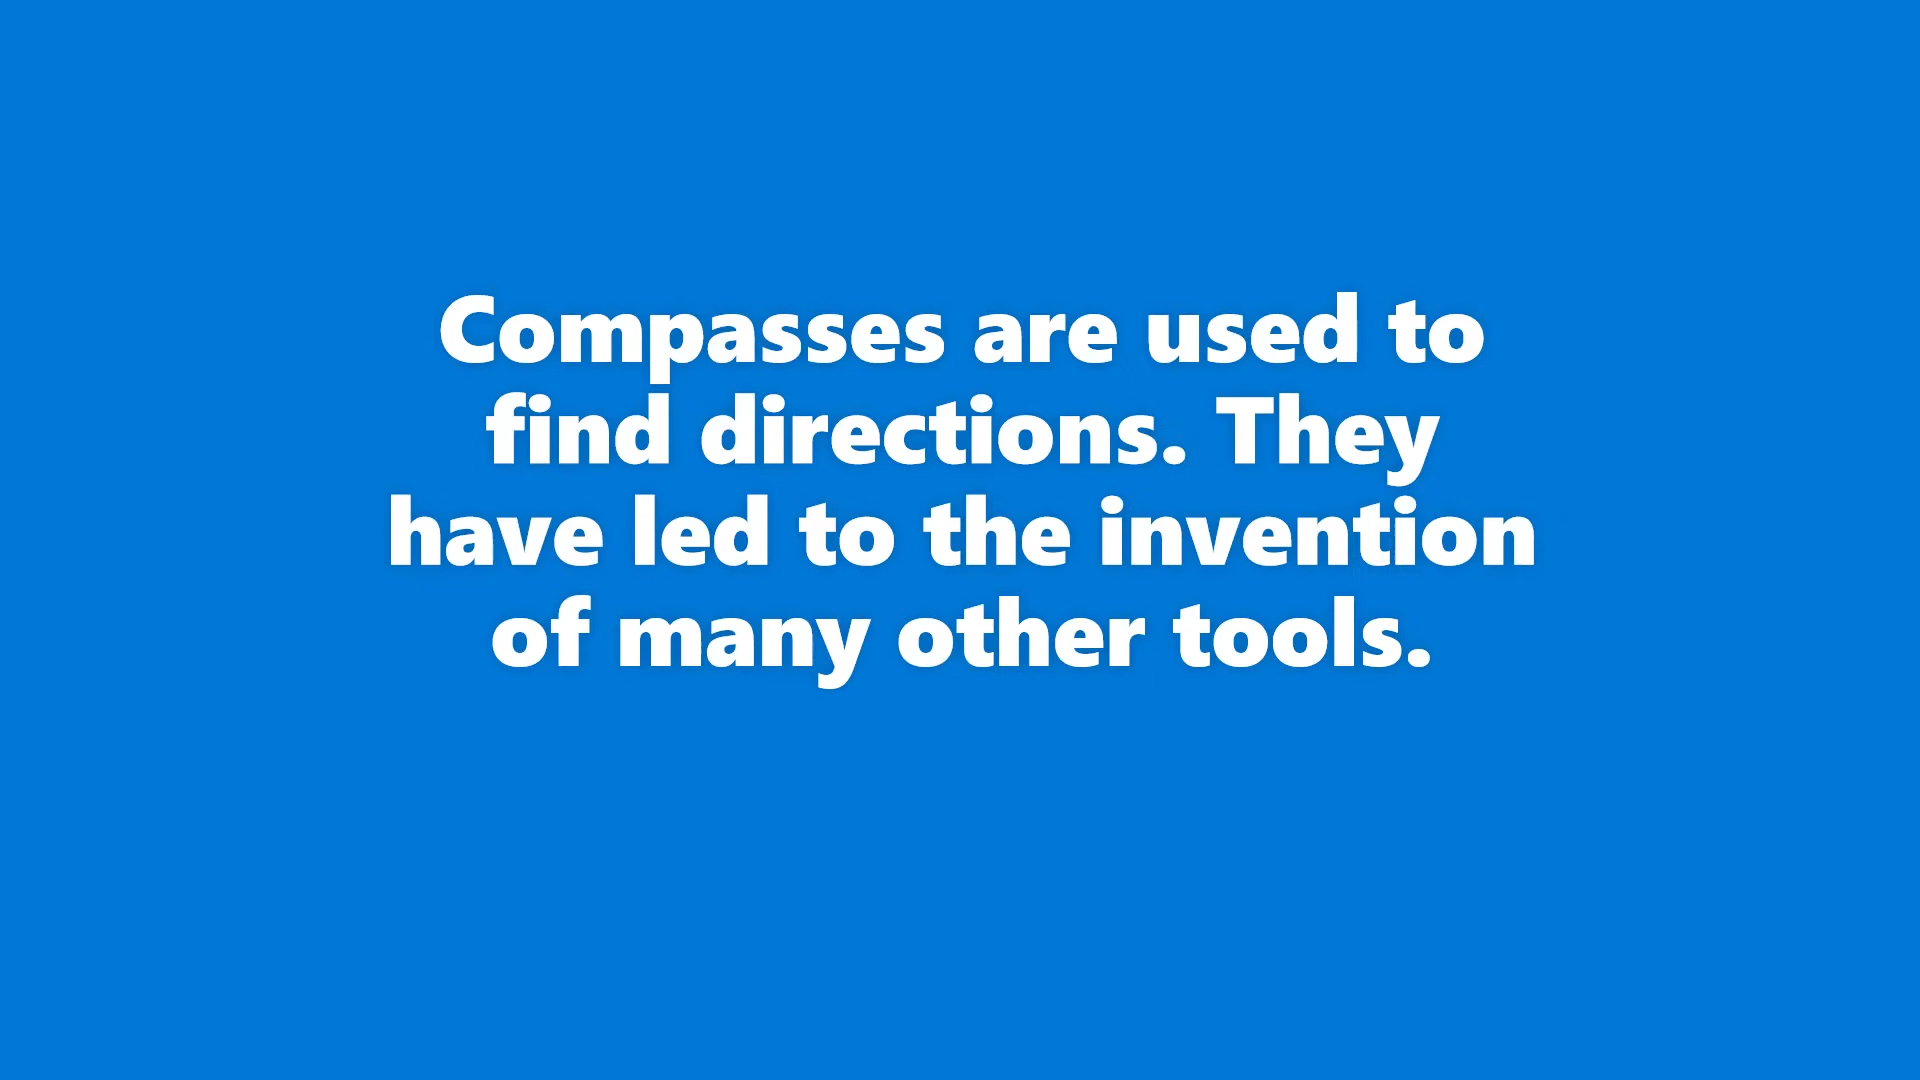 Compasses are used to
find directions. They
have led to the invention
of many other tools.